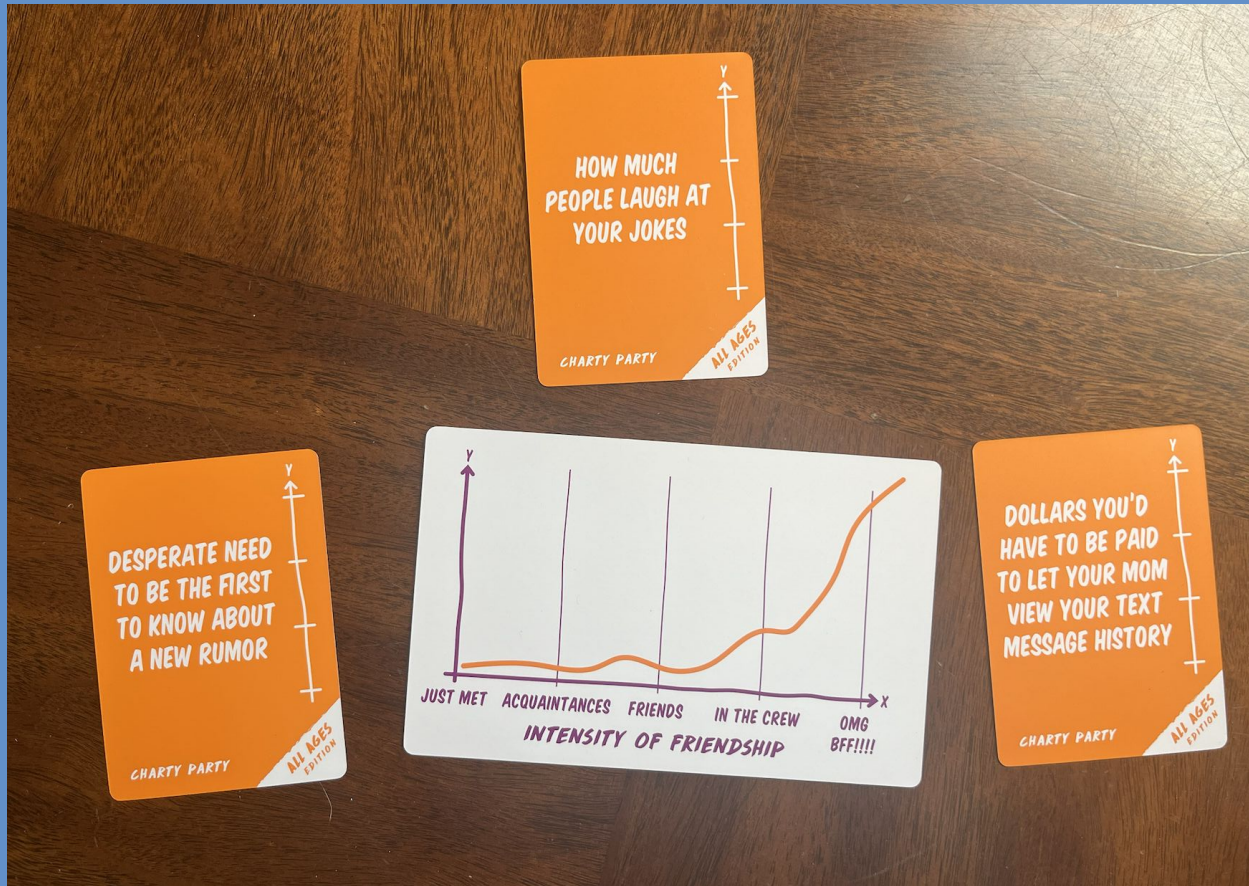 Y
HOW MUCH
PEOPLE LAUGH AT
YOUR JOKES
CHARTY PARTY
ALL AGES
EDITION
Y
DESPERATE NEED
TO BE THE FIRST
TO KNOW ABOUT
A NEW RUMOR
CHARTY PARTY
ALL AGES
EDITION
Y
X
JUST MET ACQUAINTANCES FRIENDS IN THE CREW OMG
BFF!!!!
INTENSITY OF FRIENDSHIP
Y
DOLLARS YOU'D
HAVE TO BE PAID
TO LET YOUR MOM
VIEW YOUR TEXT
MESSAGE HISTORY
CHARTY PARTY
ALL AGES
EDITION